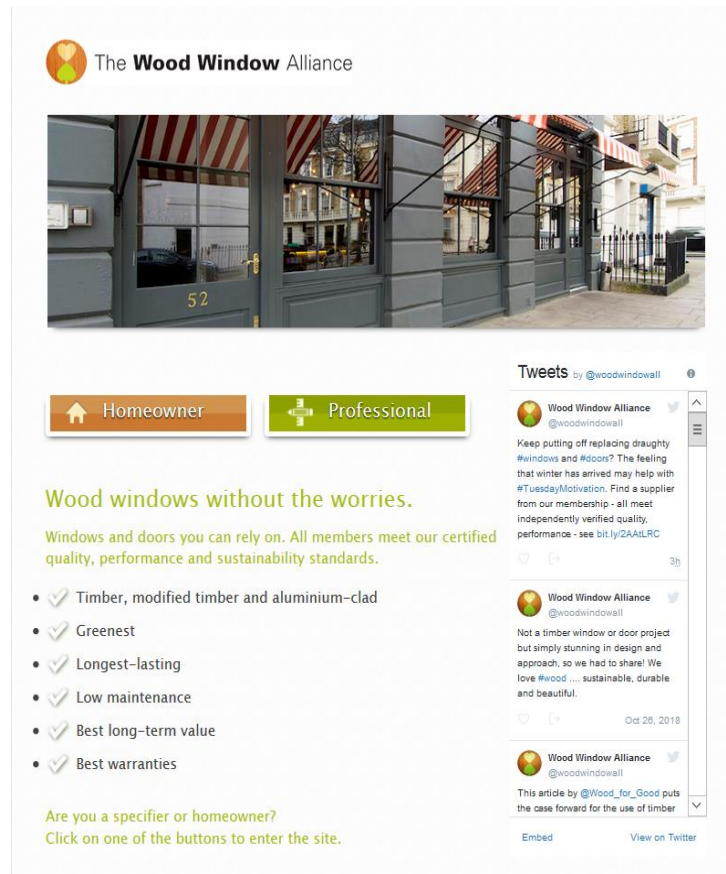 The Wood Window Alliance
52
Homeowner
Professional
Wood windows without the worries.
Windows and doors you can rely on. All members meet our certified
quality, performance and sustainability standards.
Timber, modified timber and aluminium-clad
Greenest
Longest-lasting
Low maintenance
Best long-term value
Best warranties
Are you a specifier or homeowner?
Click on one of the buttons to enter the site.
Tweets by @woodwindowall
Wood Window Alliance
@woodwindowall
Keep putting off replacing draughty
#windows and #doors? The feeling
that winter has arrived may help with
#TuesdayMotivation. Find a supplier
from our membership - all meet
independently verified quality,
performance - see bit.ly/2AAtLRC
3h
Wood Window Alliance
@woodwindowall
Not a timber window or door project
but simply stunning in design and
approach, so we had to share! We
love #wood .... sustainable, durable
and beautiful.
Oct 26, 2018
Wood Window Alliance
@woodwindowall
This article by @Wood_for_Good puts
the case forward for the use of timber
Embed
View on Twitter